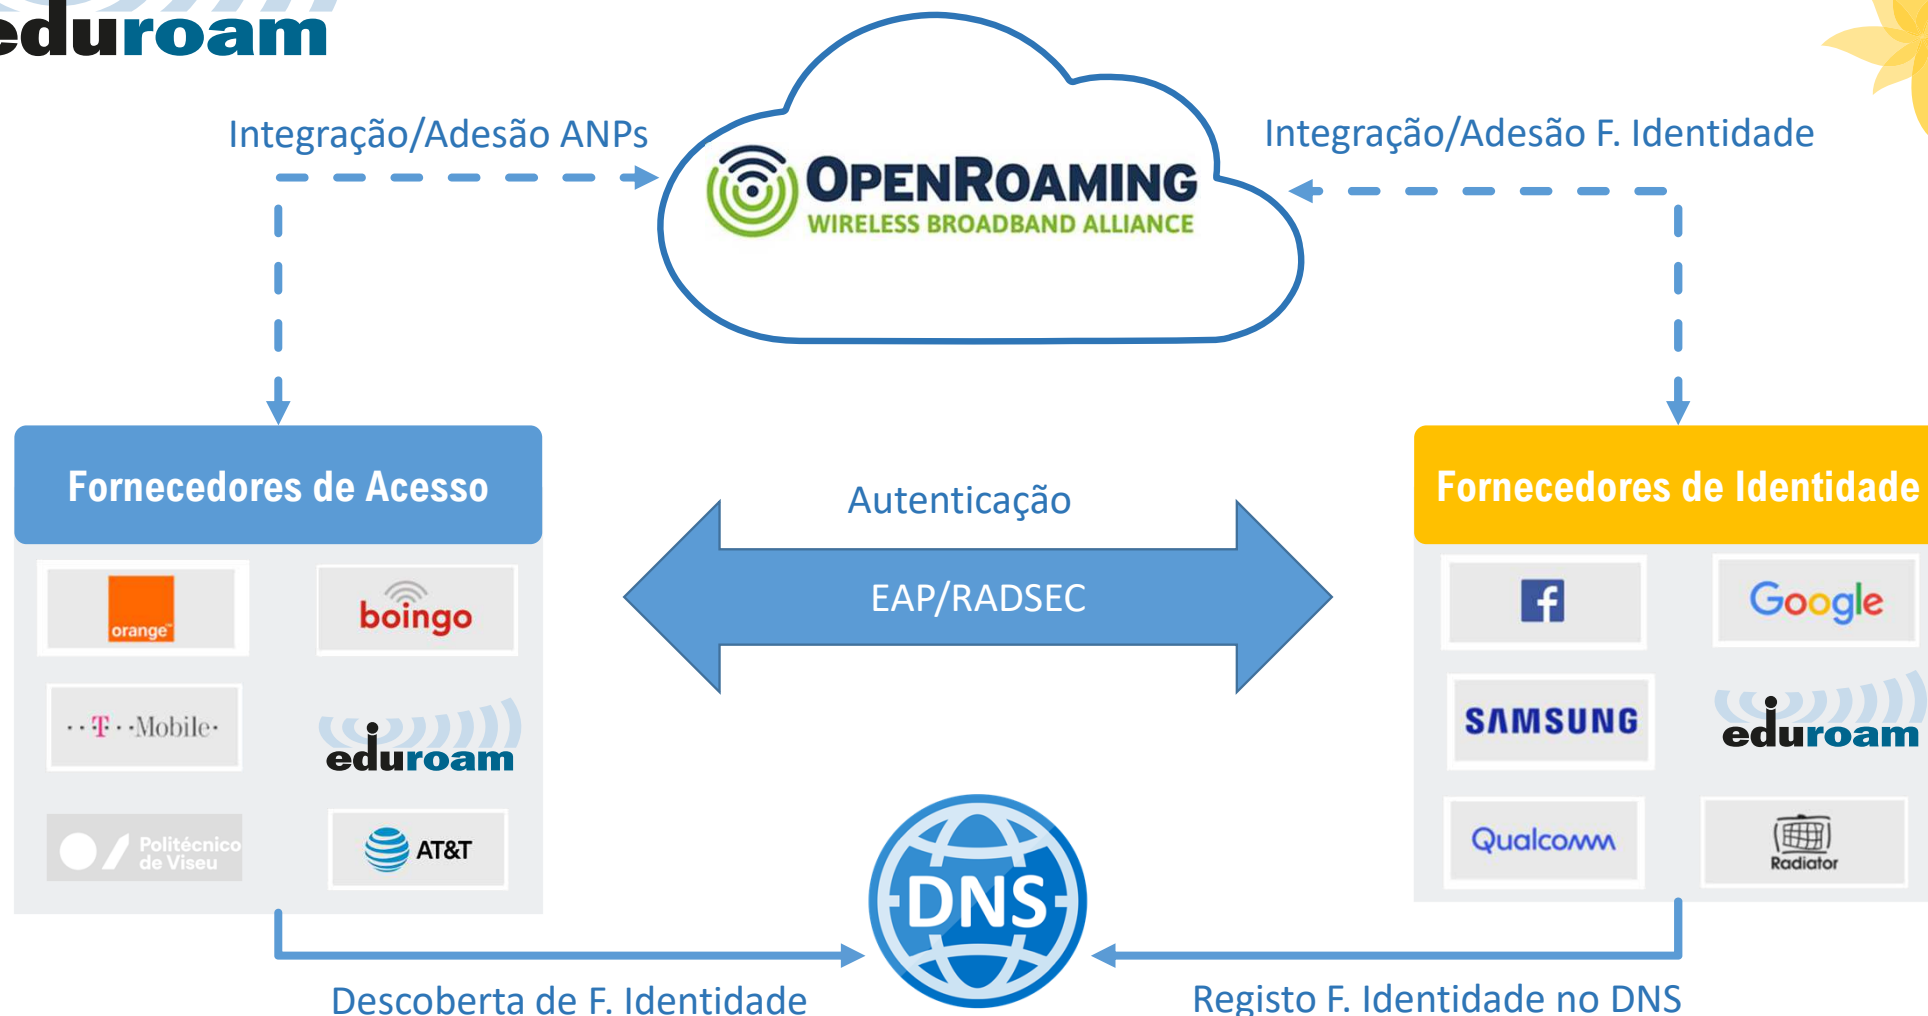 eduroam
Integração/Adesão ANPs
Integração/Adesão F. Identidade
OPENROAMING
WIRELESS BROADBAND ALLIANCE
Fornecedores de Acesso
Autenticação
EAP/RADSEC
Fornecedores de Identidade
orange™
boingo
··T··Mobile·
eduroam
Politécnico
de Viseu
AT&T
Google
SAMSUNG
eduroam
Qualcomm
Radiator
DNS
Descoberta de F. Identidade
Registo F. Identidade no DNS